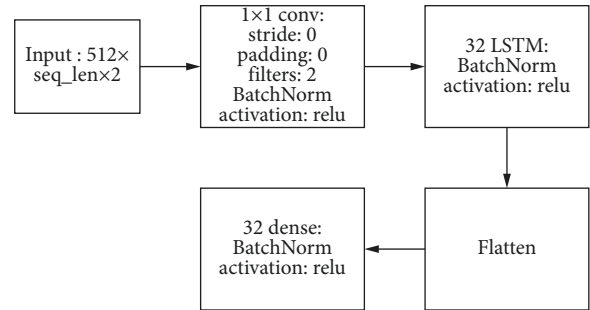 Input : 512×
seq_len×2
1×1 conv:
stride: 0
padding: 0
filters: 2
BatchNorm
activation: relu
32 LSTM:
BatchNorm
activation: relu
Flatten
32 dense:
BatchNorm
activation: relu